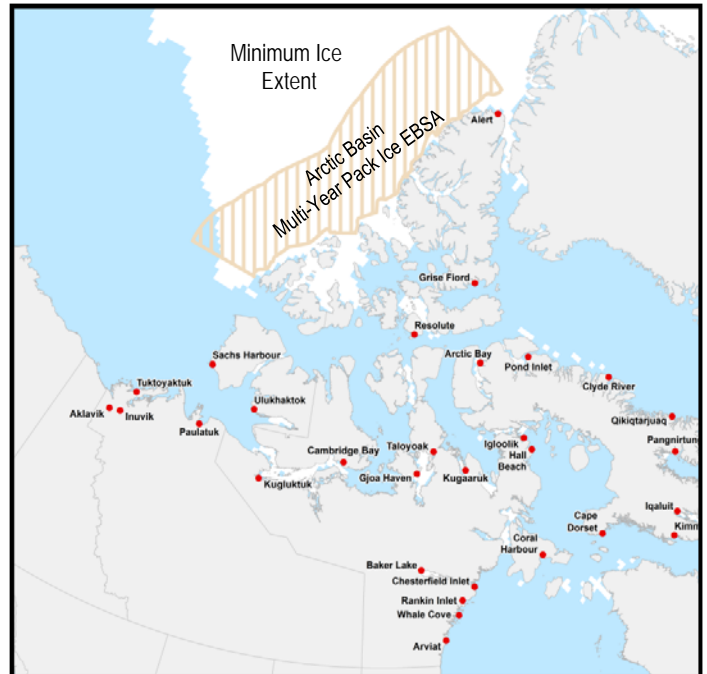 Minimum Ice
Extent
Arctic Basin
Multi-Year Pack Ice EBSA
Alert
Grise Fiord
Resolute
Arctic Bay
Pond Inlet
Clyde River
Sachs Harbour
Tuktoyaktuk
Ulukhaktok
Aklavik
Inuvik
Paulatuk
Qikiqtarjuaq
Pangnirtung
Cambridge Bay
Taloyoak
Igloolik
Hall
Beach
Kugluktuk
Gjoa Haven
Kugaaruk
Iqaluit
Cape
Dorset
Kimm
Coral
Harbour
Baker Lake
Chesterfield Inlet
Rankin Inlet
Whale Cove
Arviat